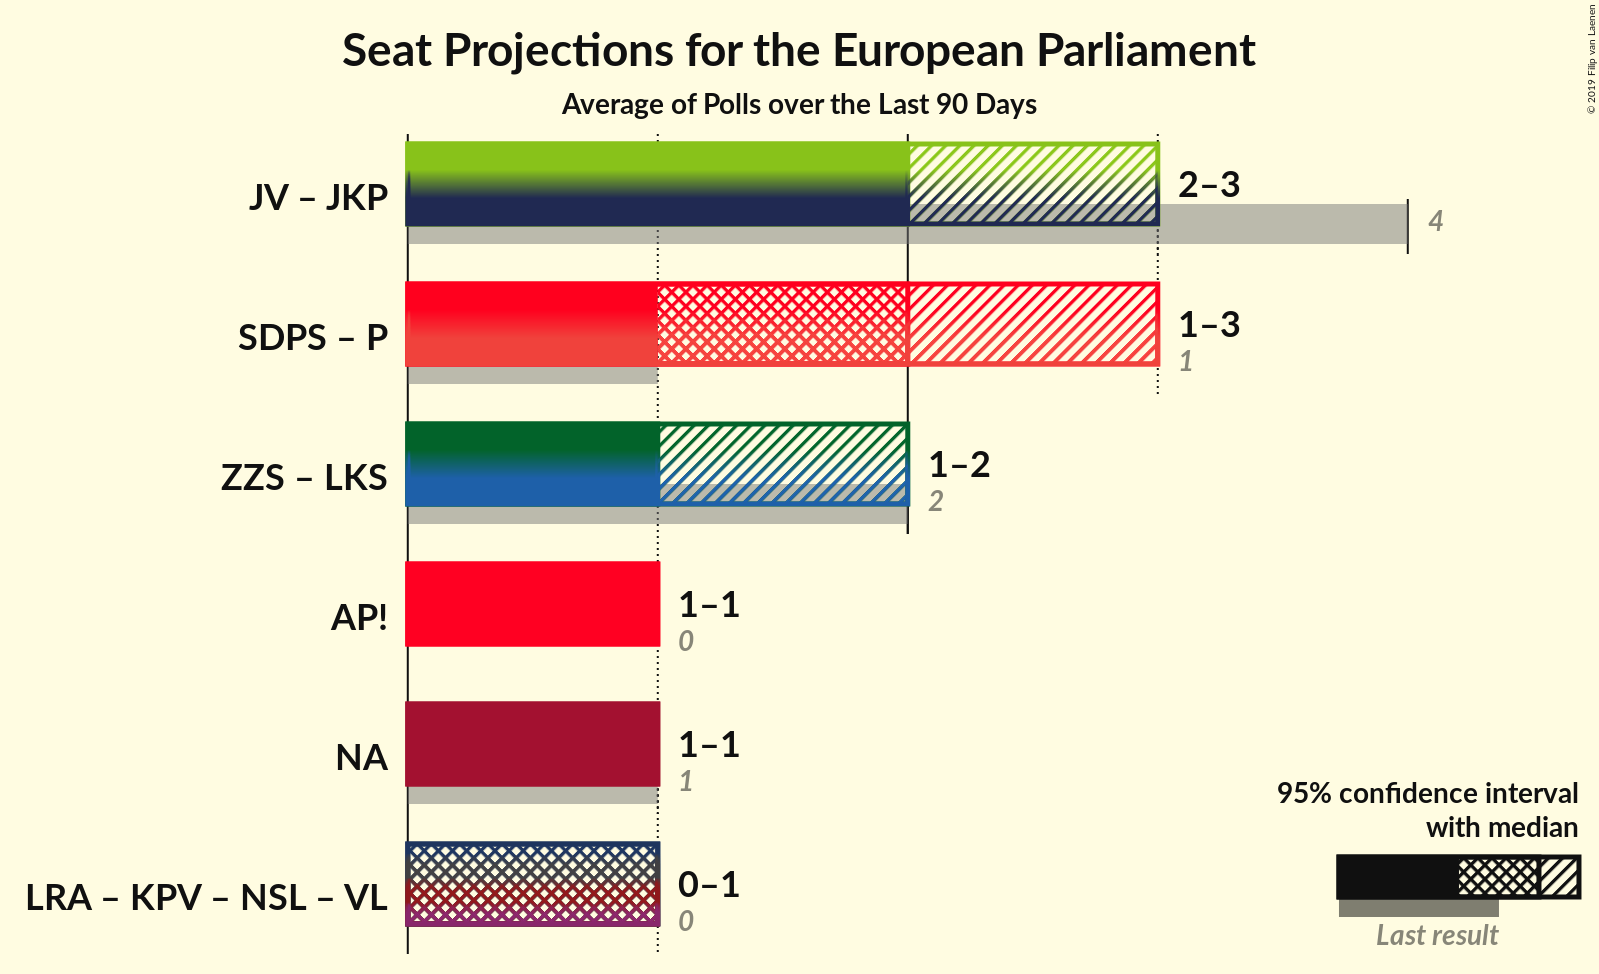 Seat Projections for the European Parliament
Average of Polls over the Last 90 Days
© 2019 Filip van Laenen
JV – JKP
2–3
4
SDPS – P
1–3
1
ZZS – LKS
1–2
2
AP!
1–1
0
NA
1–1
1
LRA – KPV – NSL – VL
0–1
0
95% confidence interval
with median
Last result